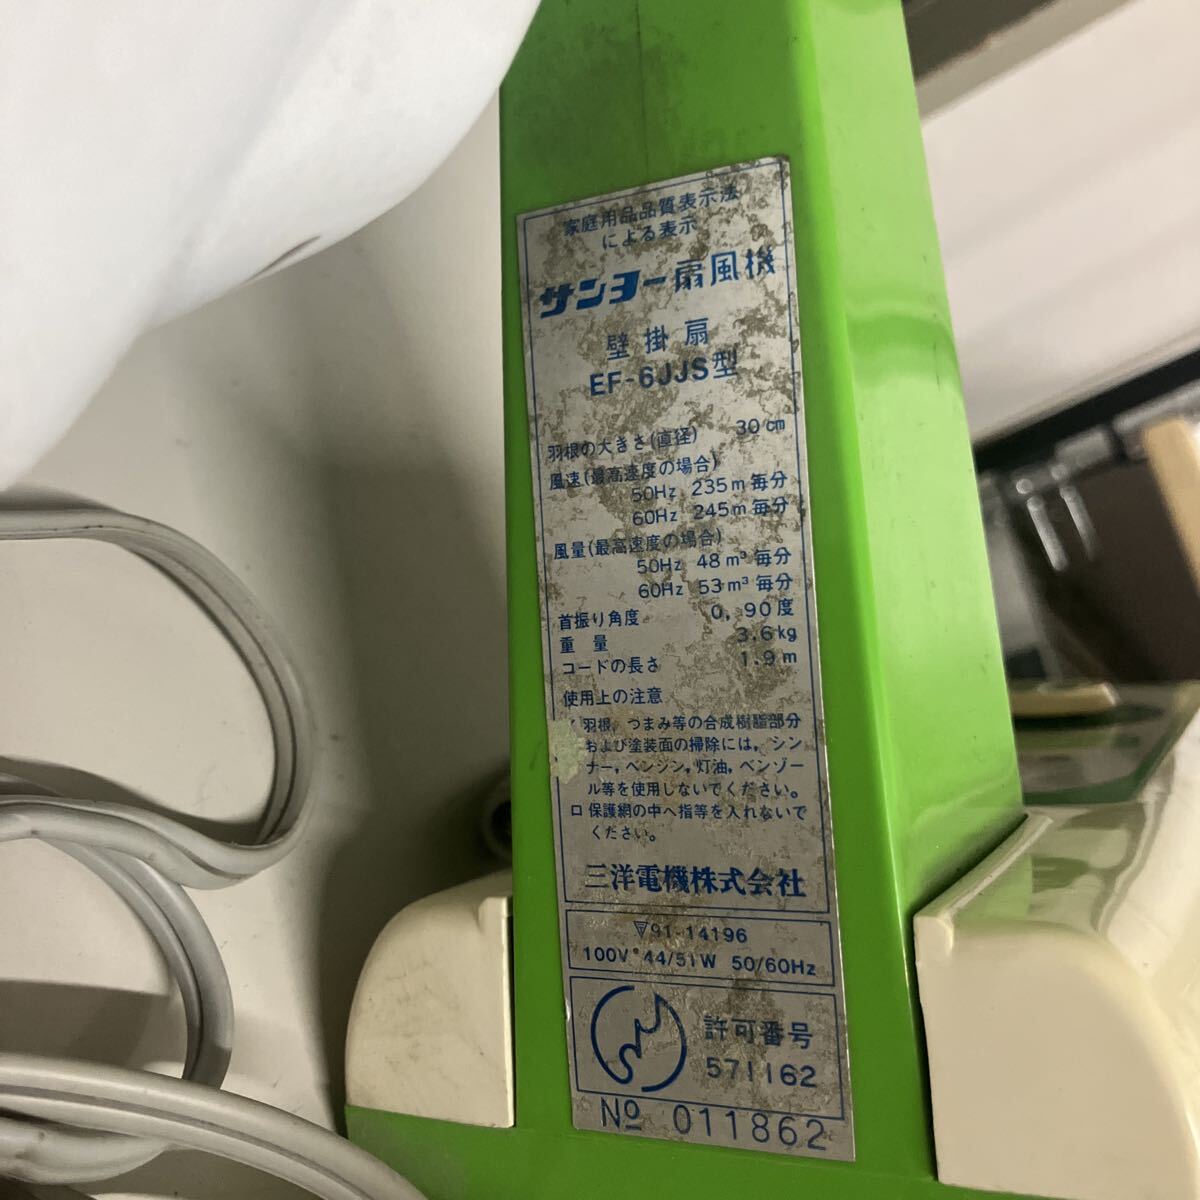 家庭用品品質表示法
による表示
サンヨー扇風機
壁掛扇
EF-6JJS型
羽根の大きさ(直径) 30cm
風速(最高速度の場合)
50Hz 235m毎分
60Hz 245m毎分
風量(最高速度の場合)
50Hz 48m³毎分
60Hz 53m³毎分
首振り角度 0,90度
重量 3.6kg
コードの長さ 1.9m
使用上の注意
イ羽根,つまみ等の合成樹脂部分
および塗装面の掃除には,シン
ナー,ベンジン,灯油,ベンゾー
ル等を使用しないでください。
ロ保護網の中へ指等を入れないで
ください。
三洋電機株式会社
▽91-14196
100V 44/51W 50/60Hz
許可番号
571162
No 011862